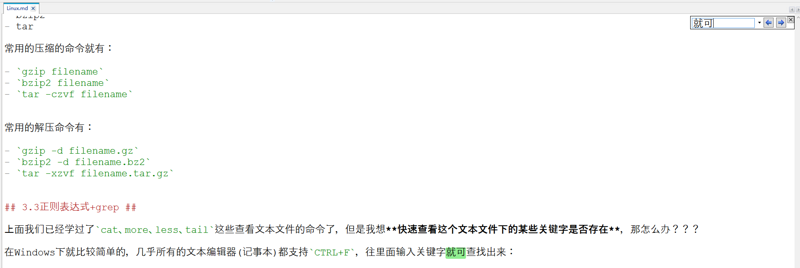 Linux.md
bzip2
就可
- tar
常用的压缩的命令就有：
- `gzip filename`
- `bzip2 filename`
- `tar -czvf filename`
常用的解压命令有：
- `gzip -d filename.gz`
- `bzip2 -d filename.bz2`
- `tar -xzvf filename.tar.gz`
## 3.3正则表达式+grep ##
上面我们已经学过了`cat、more、less、tail`这些查看文本文件的命令了，但是我想**快速查看这个文本文件下的某些关键字是否存在**，那怎么办？？？
在Windows下就比较简单的，几乎所有的文本编辑器(记事本)都支持`CTRL+F`，往里面输入关键字就可查找出来：